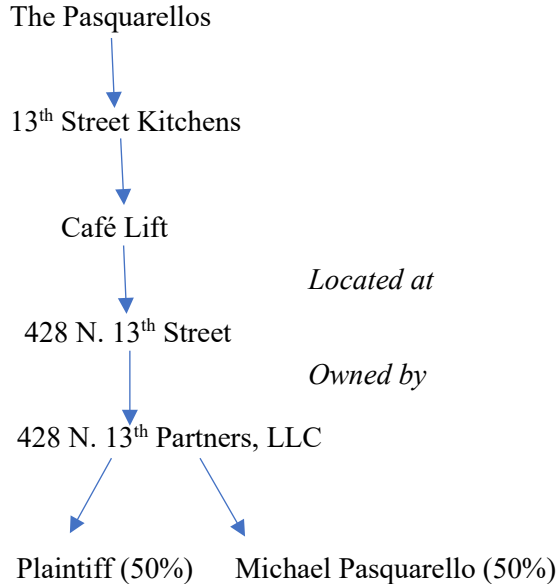 The Pasquarellos
13th Street Kitchens
Café Lift
Located at
428 N. 13th Street
Owned by
428 N. 13th Partners, LLC
Plaintiff (50%) Michael Pasquarello (50%)